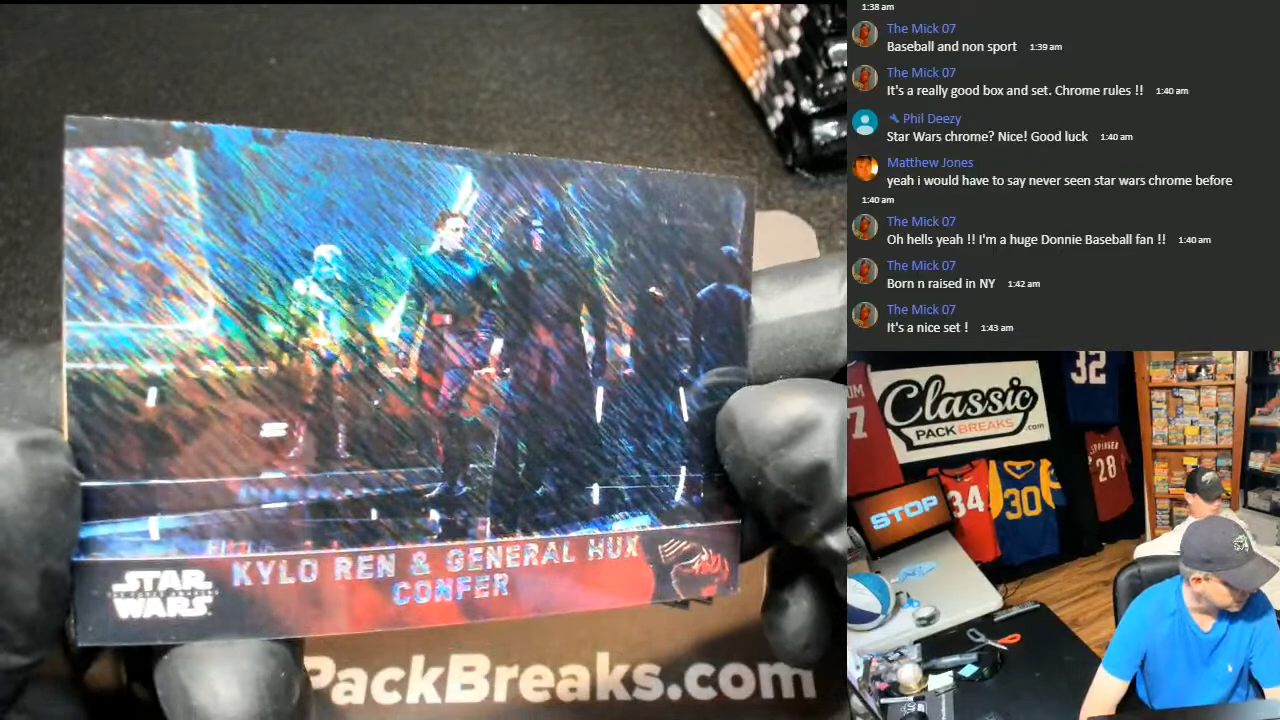 STAR
WARS
KYLO REN & GENERAL HUX
CONFER
PackBreaks.com
1:38 am
The Mick 07
Baseball and non sport 1:39 am
The Mick 07
It's a really good box and set. Chrome rules !! 1:40 am
Phil Deezy
Star Wars chrome? Nice! Good luck 1:40 am
Matthew Jones
yeah i would have to say never seen star wars chrome before
1:40 am
The Mick 07
Oh hells yeah !! I'm a huge Donnie Baseball fan !! 1:40 am
The Mick 07
Born n raised in NY 1:42 am
The Mick 07
It's a nice set ! 1:43 am
Classic
PACK BREAKS.com
32
7
28
34
30
STOP